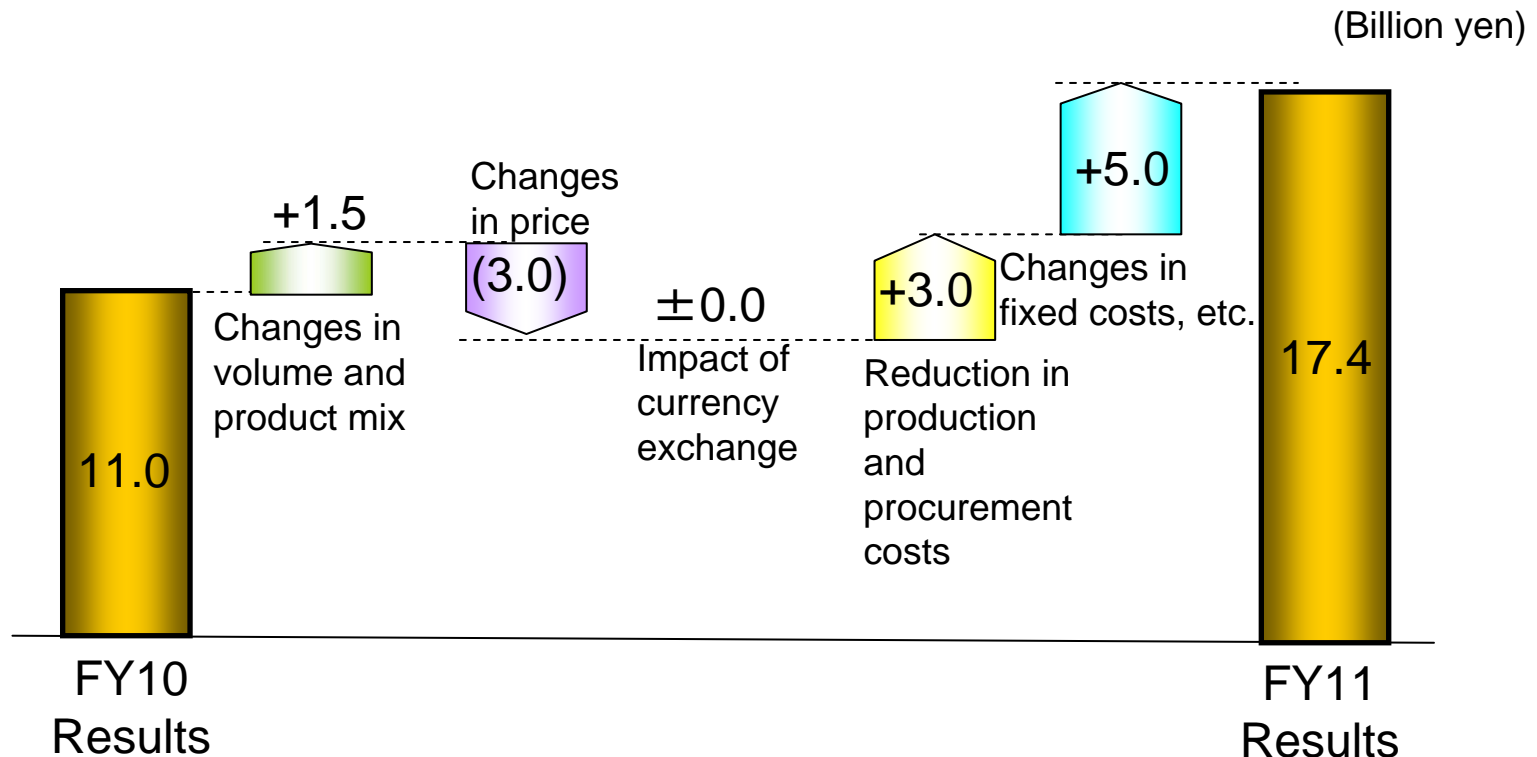 (Billion yen)
+1.5
Changes in
volume and
product mix
Changes
in price
(3.0)
±0.0
Impact of
currency
exchange
+3.0
Reduction in
production
and
procurement
costs
+5.0
Changes in
fixed costs, etc.
11.0
17.4
FY10
Results
FY11
Results